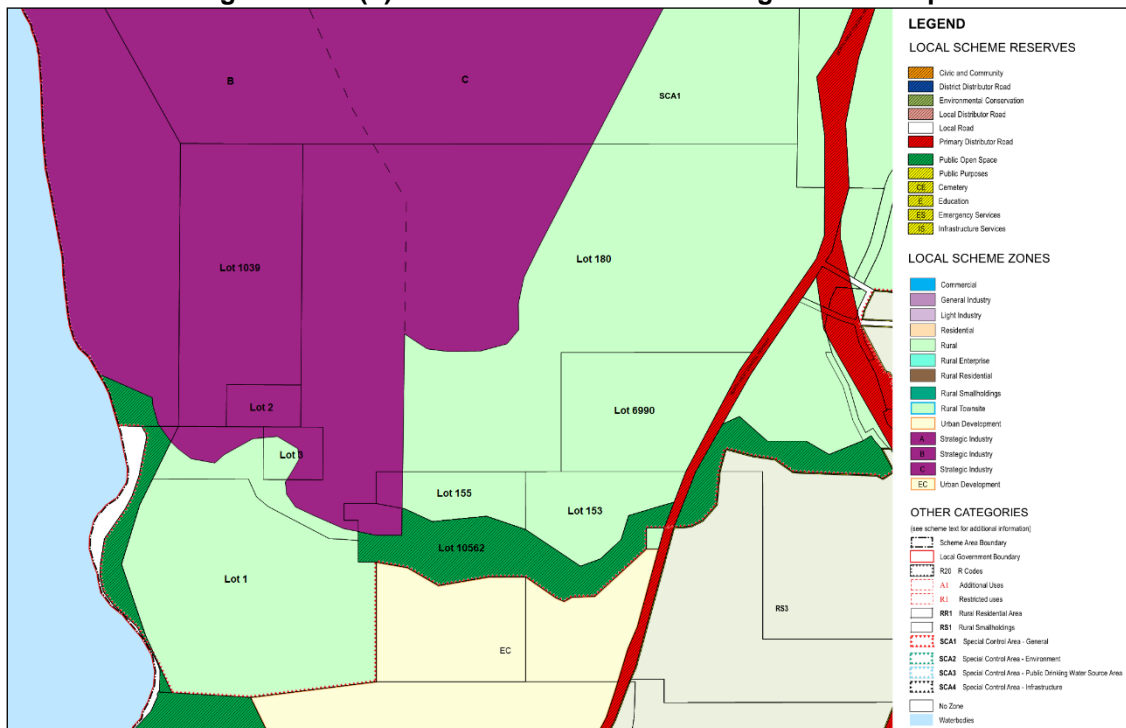 B
C
SCA1
Lot 1039
Lot 180
Lot 2
Lot 6990
Lot 3
Lot 155
Lot 153
Lot 10562
Lot 1
RS3
EC
LEGEND
LOCAL SCHEME RESERVES
Civic and Community
District Distributor Road
Environmental Conservation
Local Distributor Road
Local Road
Primary Distributor Road
Public Open Space
Public Purposes
CE Cemetery
E Education
ES Emergency Services
IS Infrastructure Services
LOCAL SCHEME ZONES
Commercial
General Industry
Light Industry
Residential
Rural
Rural Enterprise
Rural Residential
Rural Smallholdings
Rural Townsite
Urban Development
A Strategic Industry
B Strategic Industry
C Strategic Industry
EC Urban Development
OTHER CATEGORIES
(see scheme text for additional information)
Scheme Area Boundary
Local Government Boundary
R20 R Codes
A1 Additional Uses
R1 Restricted uses
RR1 Rural Residential Area
RS1 Rural Smallholdings
SCA1 Special Control Area - General
SCA2 Special Control Area - Environment
SCA3 Special Control Area - Public Drinking Water Source Area
SCA4 Special Control Area - Infrastructure
No Zone
Waterbodies